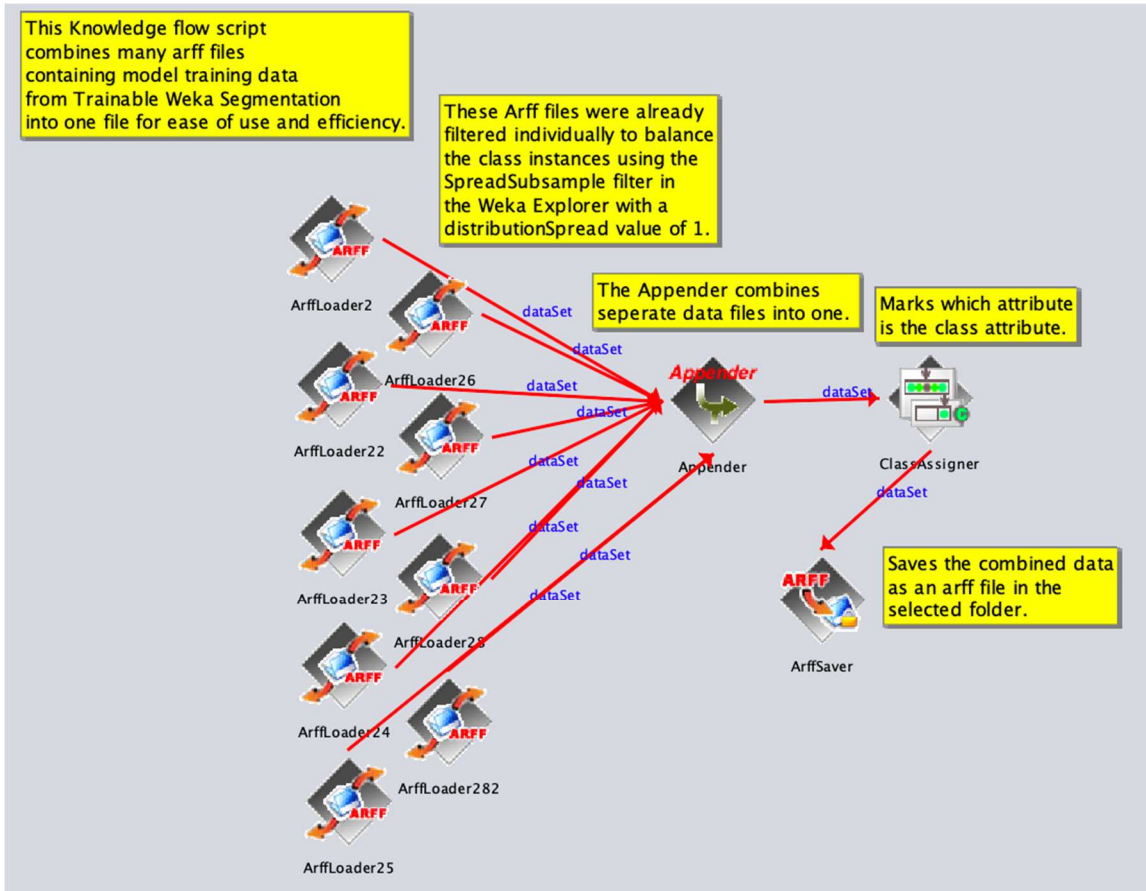 This Knowledge flow script
combines many arff files
containing model training data
from Trainable Weka Segmentation
into one file for ease of use and efficiency.
These Arff files were already
filtered individually to balance
the class instances using the
SpreadSubsample filter in
the Weka Explorer with a
distributionSpread value of 1.
ARFF
ArffLoader2
ARFF
ArffLoader26
ARFF
ArffLoader22
ARFF
ArffLoader27
ARFF
ArffLoader23
ARFF
ArffLoader28
ARFF
ArffLoader24
ARFF
ArffLoader282
ARFF
ArffLoader25
dataSet
dataSet
dataSet
dataSet
dataSet
dataSet
dataSet
dataSet
dataSet
The Appender combines
seperate data files into one.
Appender
Appender
dataSet
Marks which attribute
is the class attribute.
ClassAssigner
dataSet
Saves the combined data
as an arff file in the
selected folder.
ARFF
ArffSaver